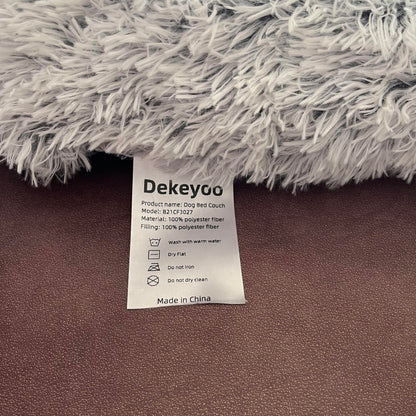 Dekeyoo
Product name: Dog Bed Couch
Model: B21CF3027
Material: 100% polyester fiber
Filling: 100% polyester fiber
Wash with warm water
Dry Flat
Do not Iron
Do not dry clean
Made in China